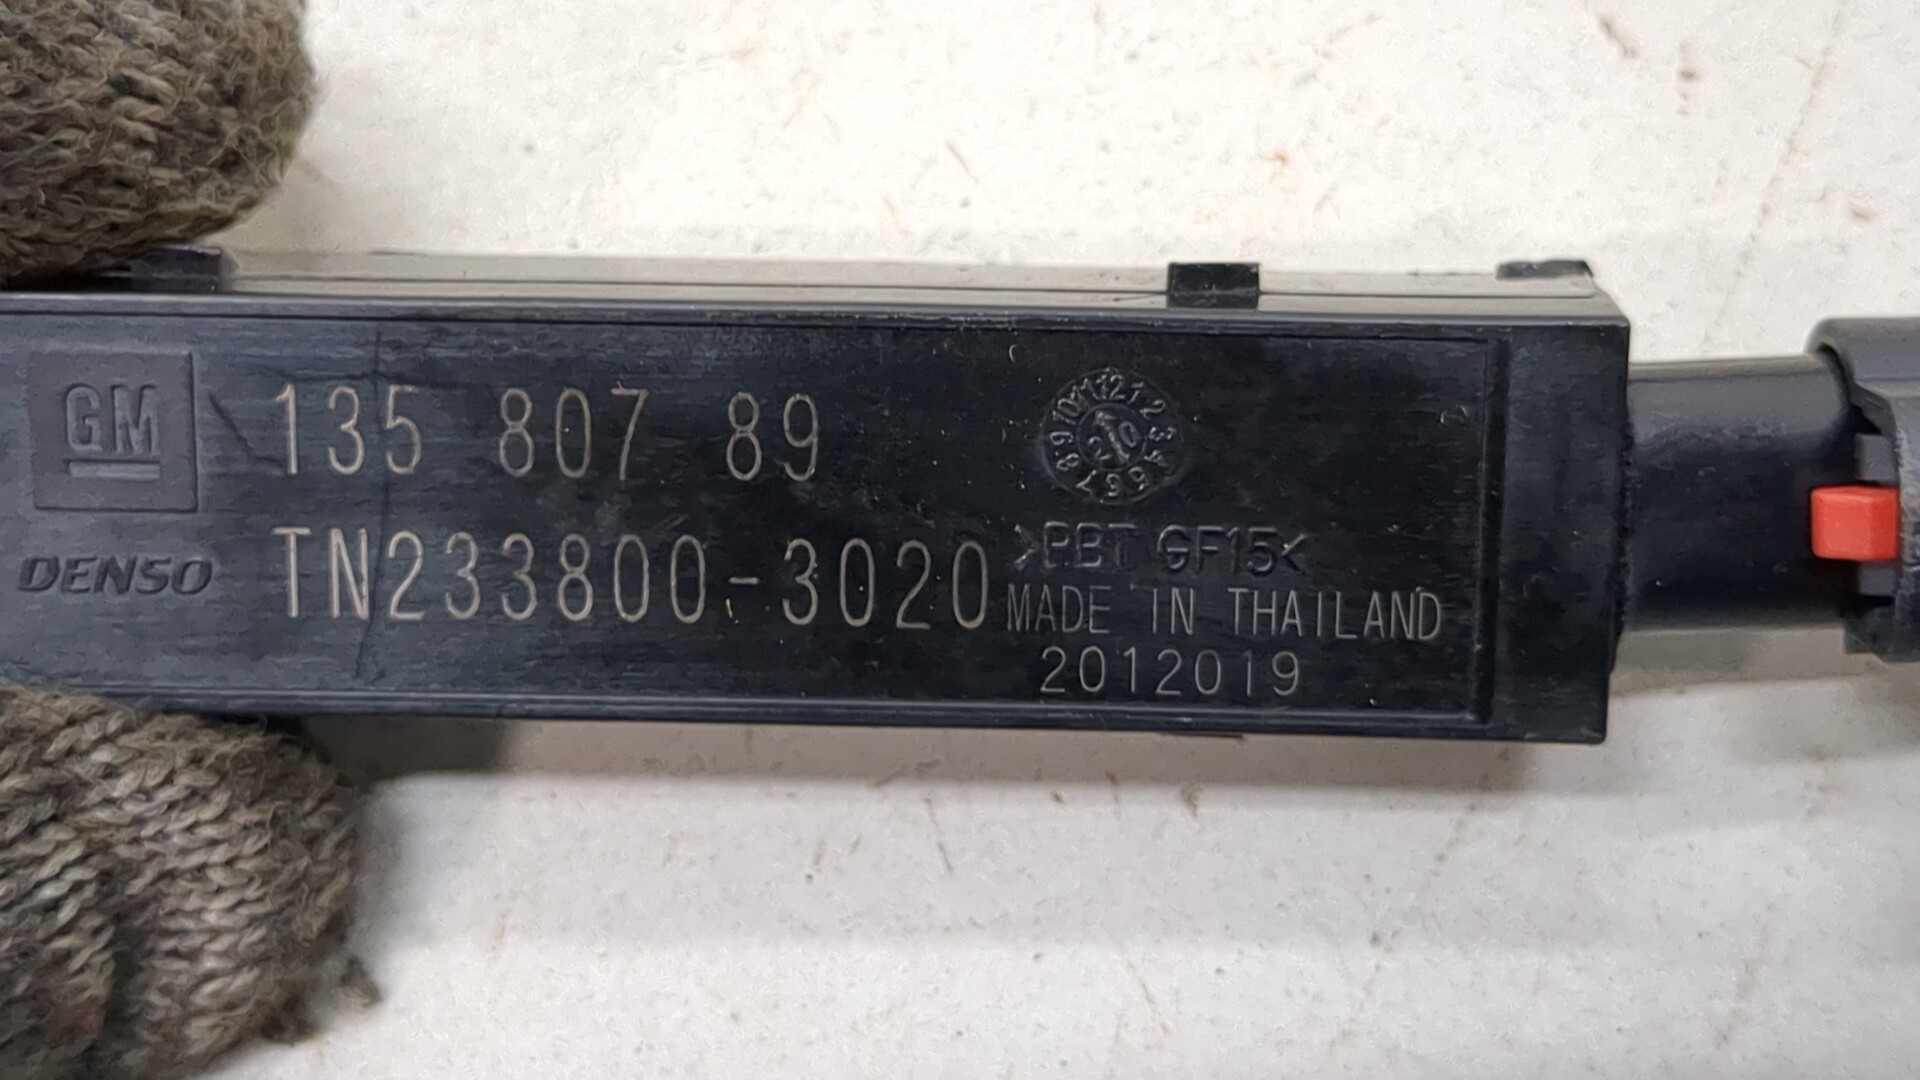 GM
135 807 89
DENSO
TN233800-3020
>PBT GF15<
MADE IN THAILAND
2012019